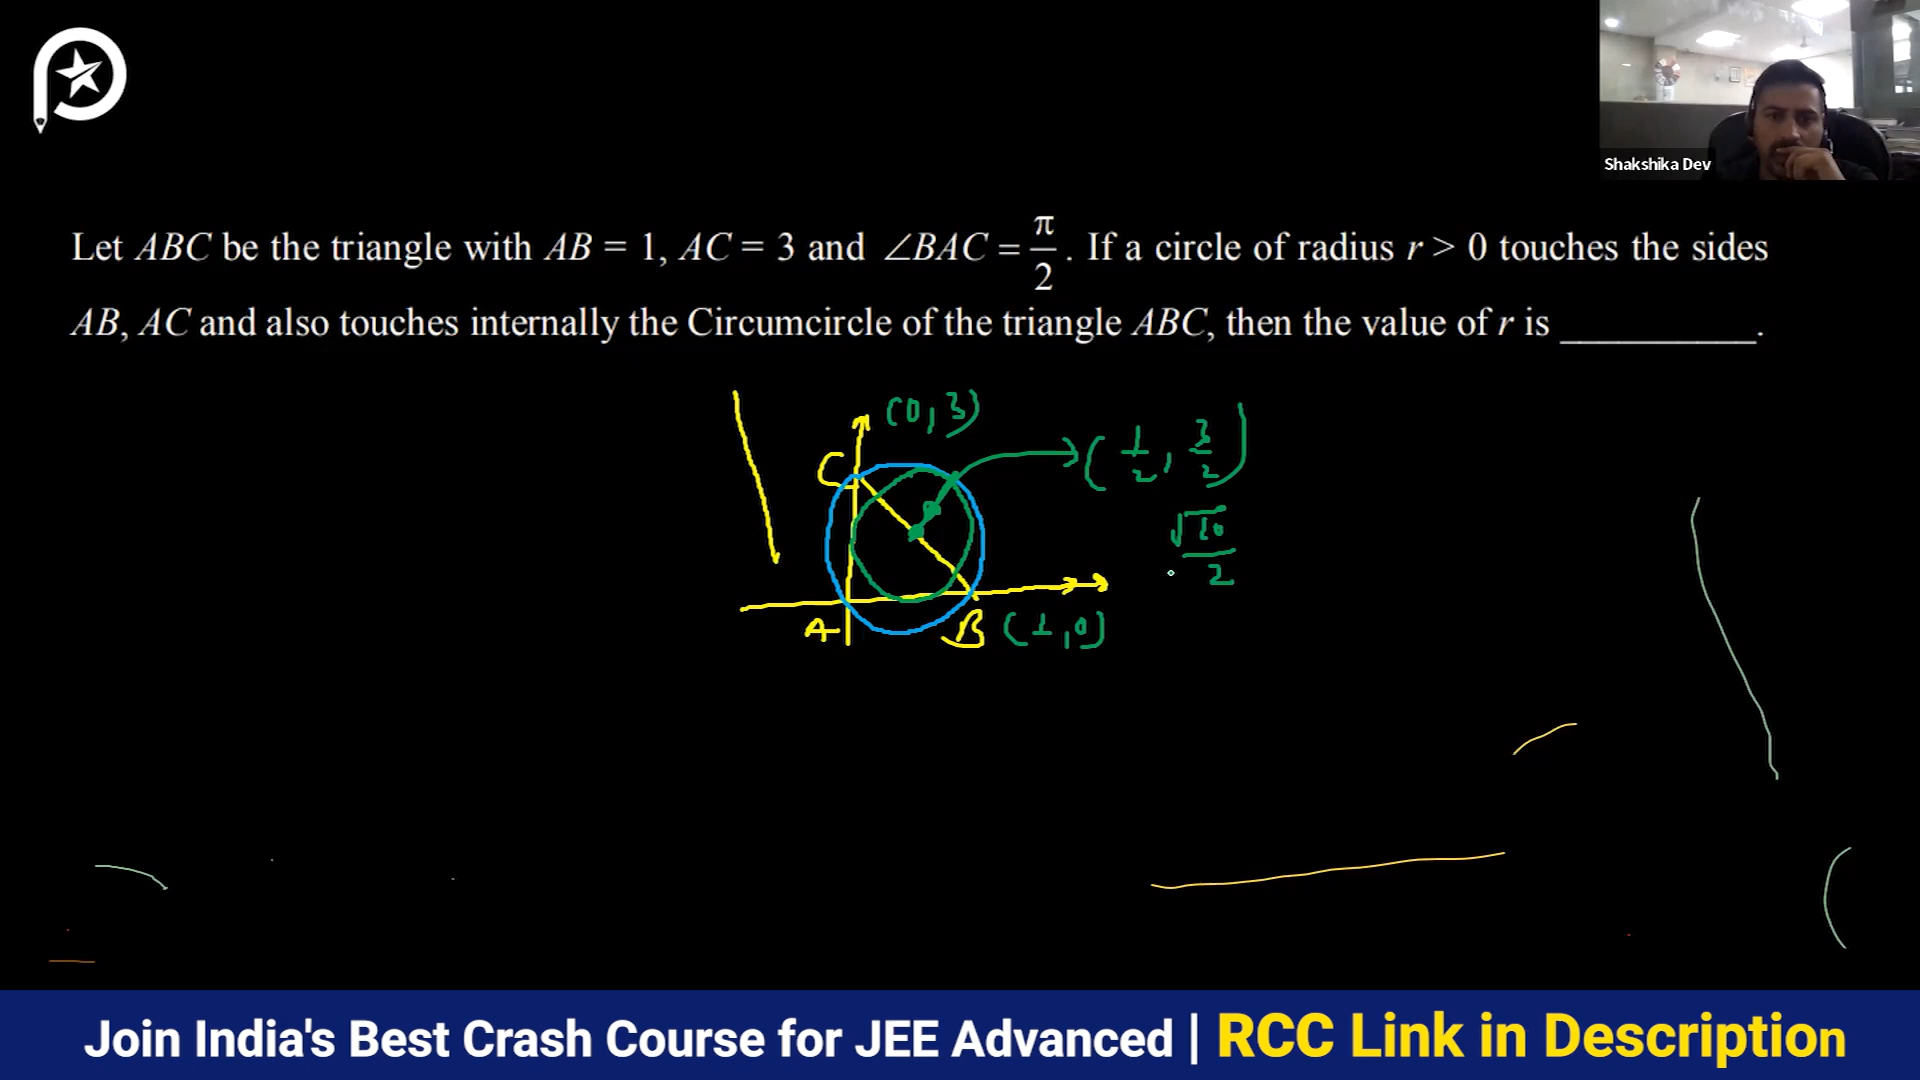 Shakshika Dev
Let ABC be the triangle with AB = 1, AC = 3 and ∠BAC = π/2. If a circle of radius r > 0 touches the sides
AB, AC and also touches internally the Circumcircle of the triangle ABC, then the value of r is __________.
(0, 3)
C
(1/2, 3/2)
√10/2
A
B (1, 0)
Join India's Best Crash Course for JEE Advanced | RCC Link in Description